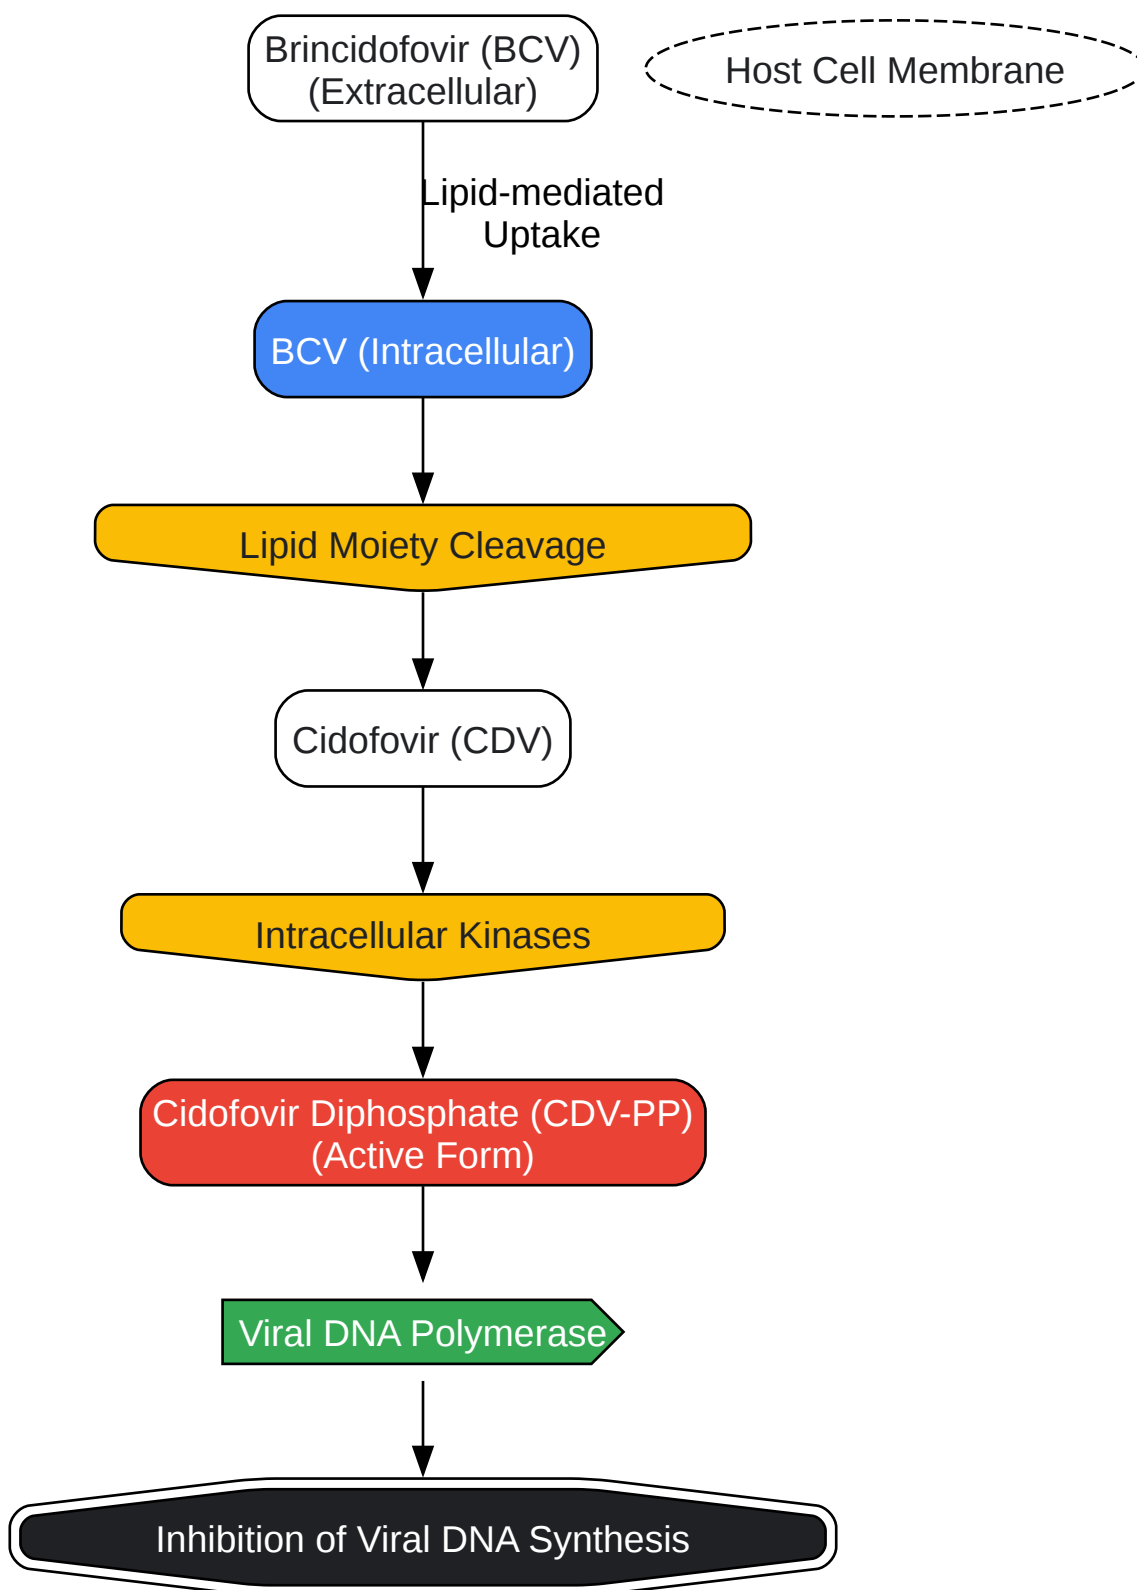 Brincidofovir (BCV)
(Extracellular)
Host Cell Membrane
Lipid-mediated
Uptake
BCV (Intracellular)
Lipid Moiety Cleavage
Cidofovir (CDV)
Intracellular Kinases
Cidofovir Diphosphate (CDV-PP)
(Active Form)
Viral DNA Polymerase
Inhibition of Viral DNA Synthesis